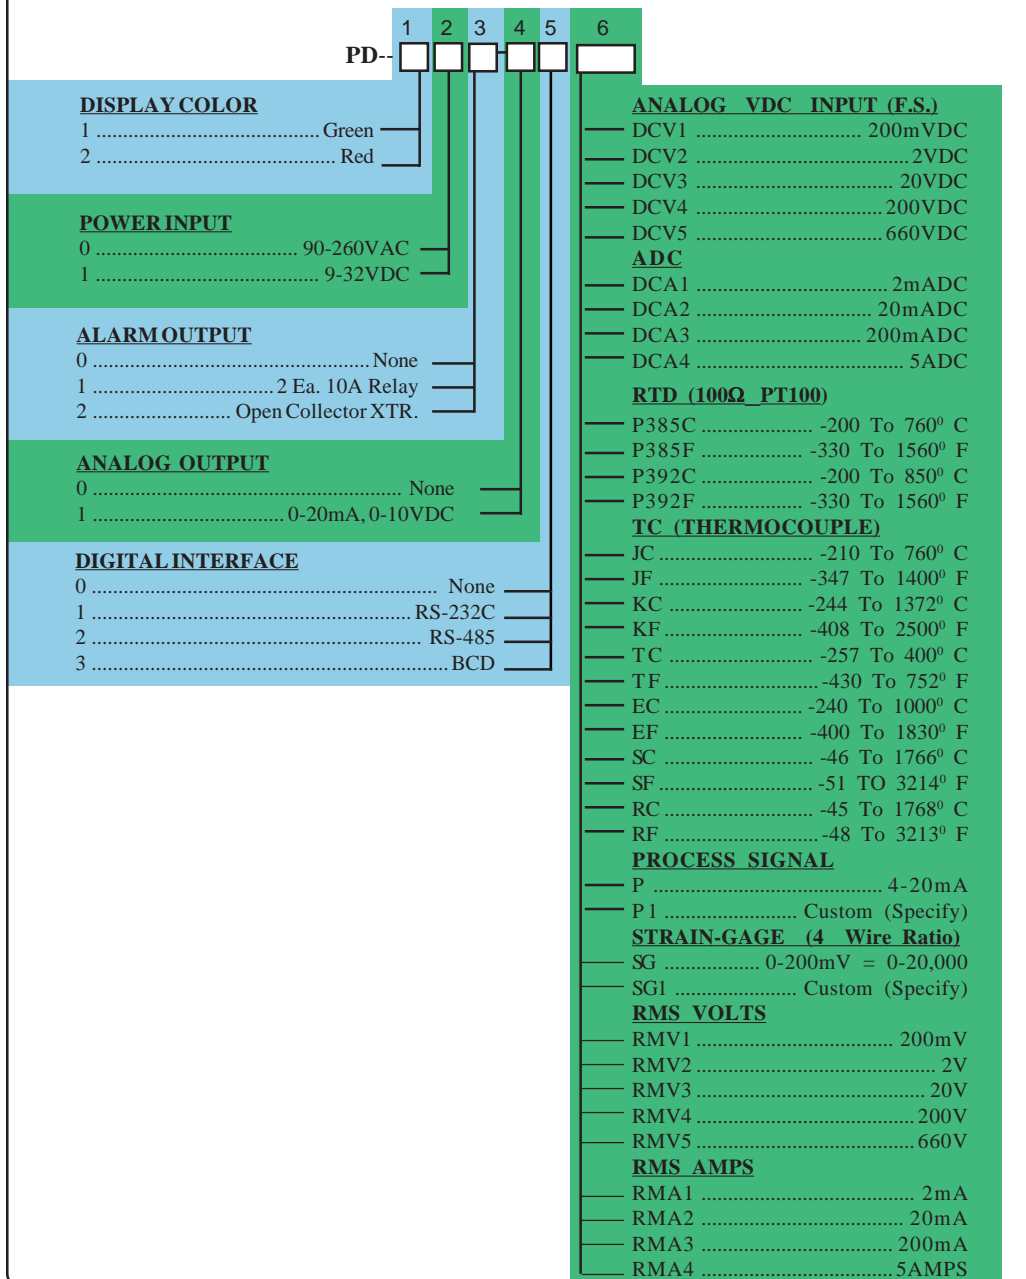 1 2 3 4 5 6
PD--
DISPLAY COLOR
1 ........................................ Green
2 ........................................... Red
POWER INPUT
0 .................................... 90-260VAC
1 ........................................ 9-32VDC
ALARM OUTPUT
0 .................................................. None
1 ................................ 2 Ea. 10A Relay
2 ........................ Open Collector XTR.
ANALOG OUTPUT
0 ........................................................ None
1 .................................. 0-20mA, 0-10VDC
DIGITAL INTERFACE
0 .............................................................. None
1 ......................................................... RS-232C
2 ........................................................... RS-485
3 ................................................................ BCD
ANALOG VDC INPUT (F.S.)
DCV1 .............................. 200mVDC
DCV2 ...................................... 2VDC
DCV3 .................................... 20VDC
DCV4 .................................. 200VDC
DCV5 .................................. 660VDC
ADC
DCA1 .................................. 2mADC
DCA2 ................................ 20mADC
DCA3 .............................. 200mADC
DCA4 ...................................... 5ADC
RTD (100Ω PT100)
P385C .................... -200 To 760⁰ C
P385F .................... -330 To 1560⁰ F
P392C .................... -200 To 850⁰ C
P392F .................... -330 To 1560⁰ F
TC (THERMOCOUPLE)
JC ............................ -210 To 760⁰ C
JF ........................... -347 To 1400⁰ F
KC ........................ -244 To 1372⁰ C
KF ......................... -408 To 2500⁰ F
TC .......................... -257 To 400⁰ C
TF ............................ -430 To 752⁰ F
EC ......................... -240 To 1000⁰ C
EF ......................... -400 To 1830⁰ F
SC ........................... -46 To 1766⁰ C
SF ............................ -51 TO 3214⁰ F
RC .......................... -45 To 1768⁰ C
RF ............................ -48 To 3213⁰ F
PROCESS SIGNAL
P ......................................... 4-20mA
P1 ........................ Custom (Specify)
STRAIN-GAGE (4 Wire Ratio)
SG ................. 0-200mV = 0-20,000
SG1 ...................... Custom (Specify)
RMS VOLTS
RMV1 ................................... 200mV
RMV2 .......................................... 2V
RMV3 ........................................ 20V
RMV4 ...................................... 200V
RMV5 ...................................... 660V
RMS AMPS
RMA1 ...................................... 2mA
RMA2 .................................... 20mA
RMA3 .................................. 200mA
RMA4 .................................. 5AMPS